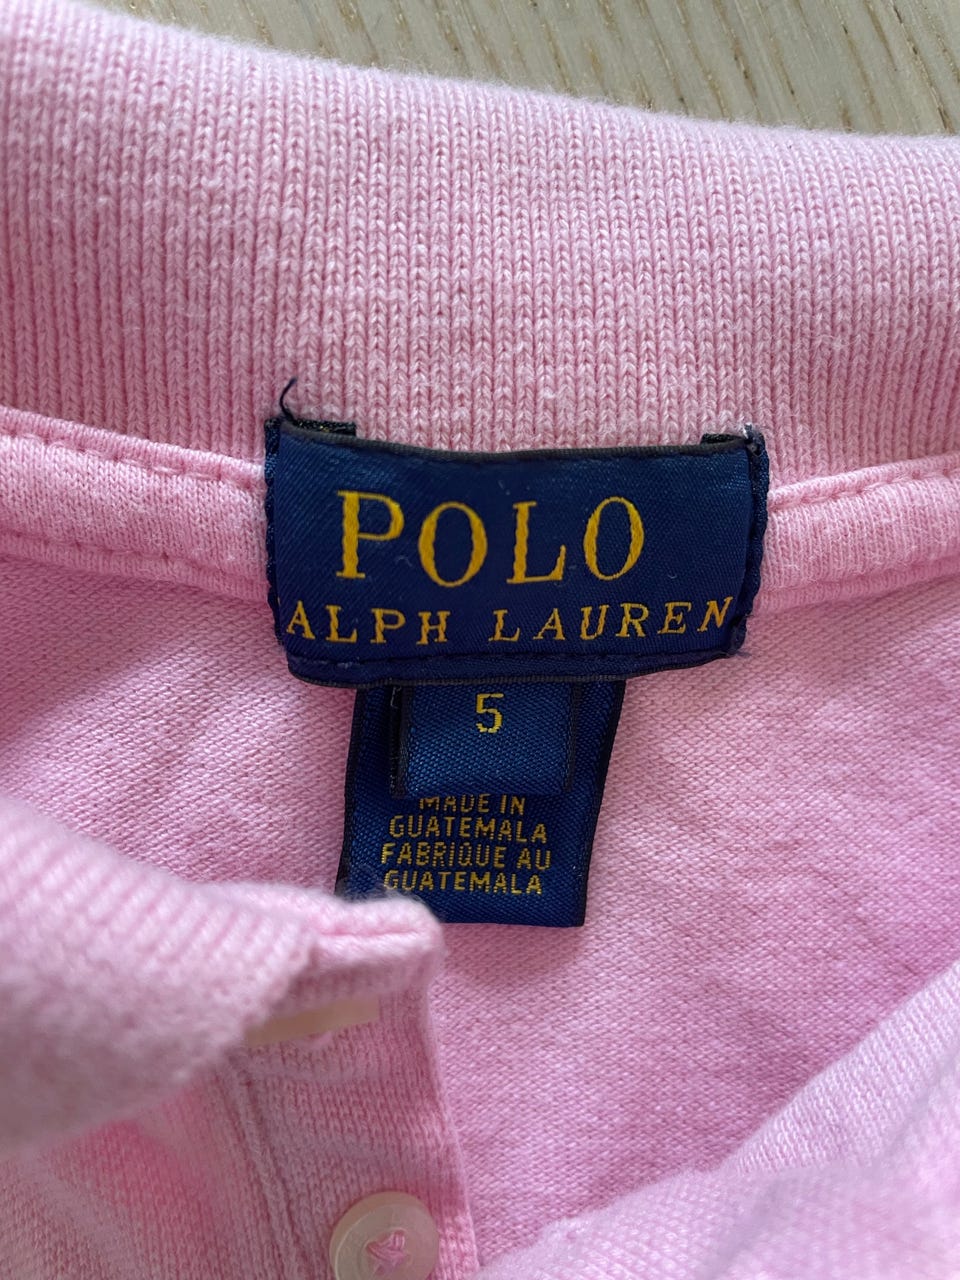 POLO
ALPH LAUREN
5
MADE IN
GUATEMALA
FABRIQUE AU
GUATEMALA